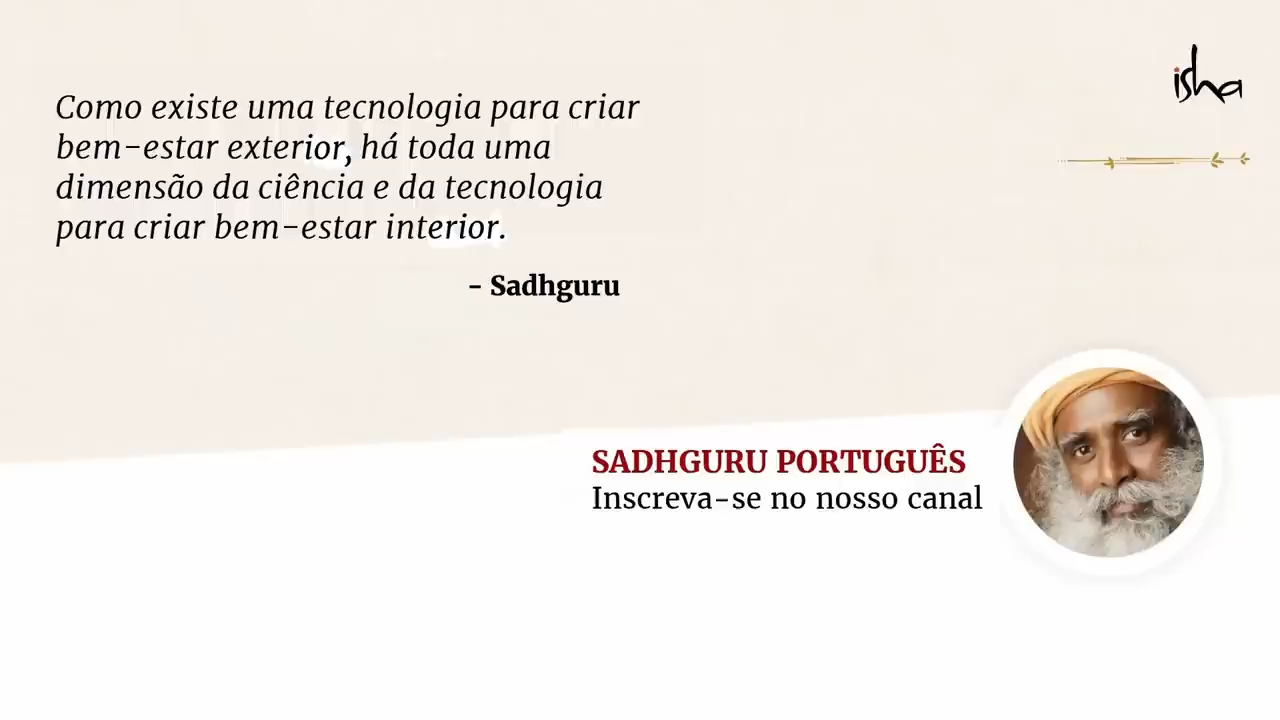 isha
Como existe uma tecnologia para criar
bem-estar exterior, há toda uma
dimensão da ciência e da tecnologia
para criar bem-estar interior.
- Sadhguru
SADHGURU PORTUGUÊS
Inscreva-se no nosso canal